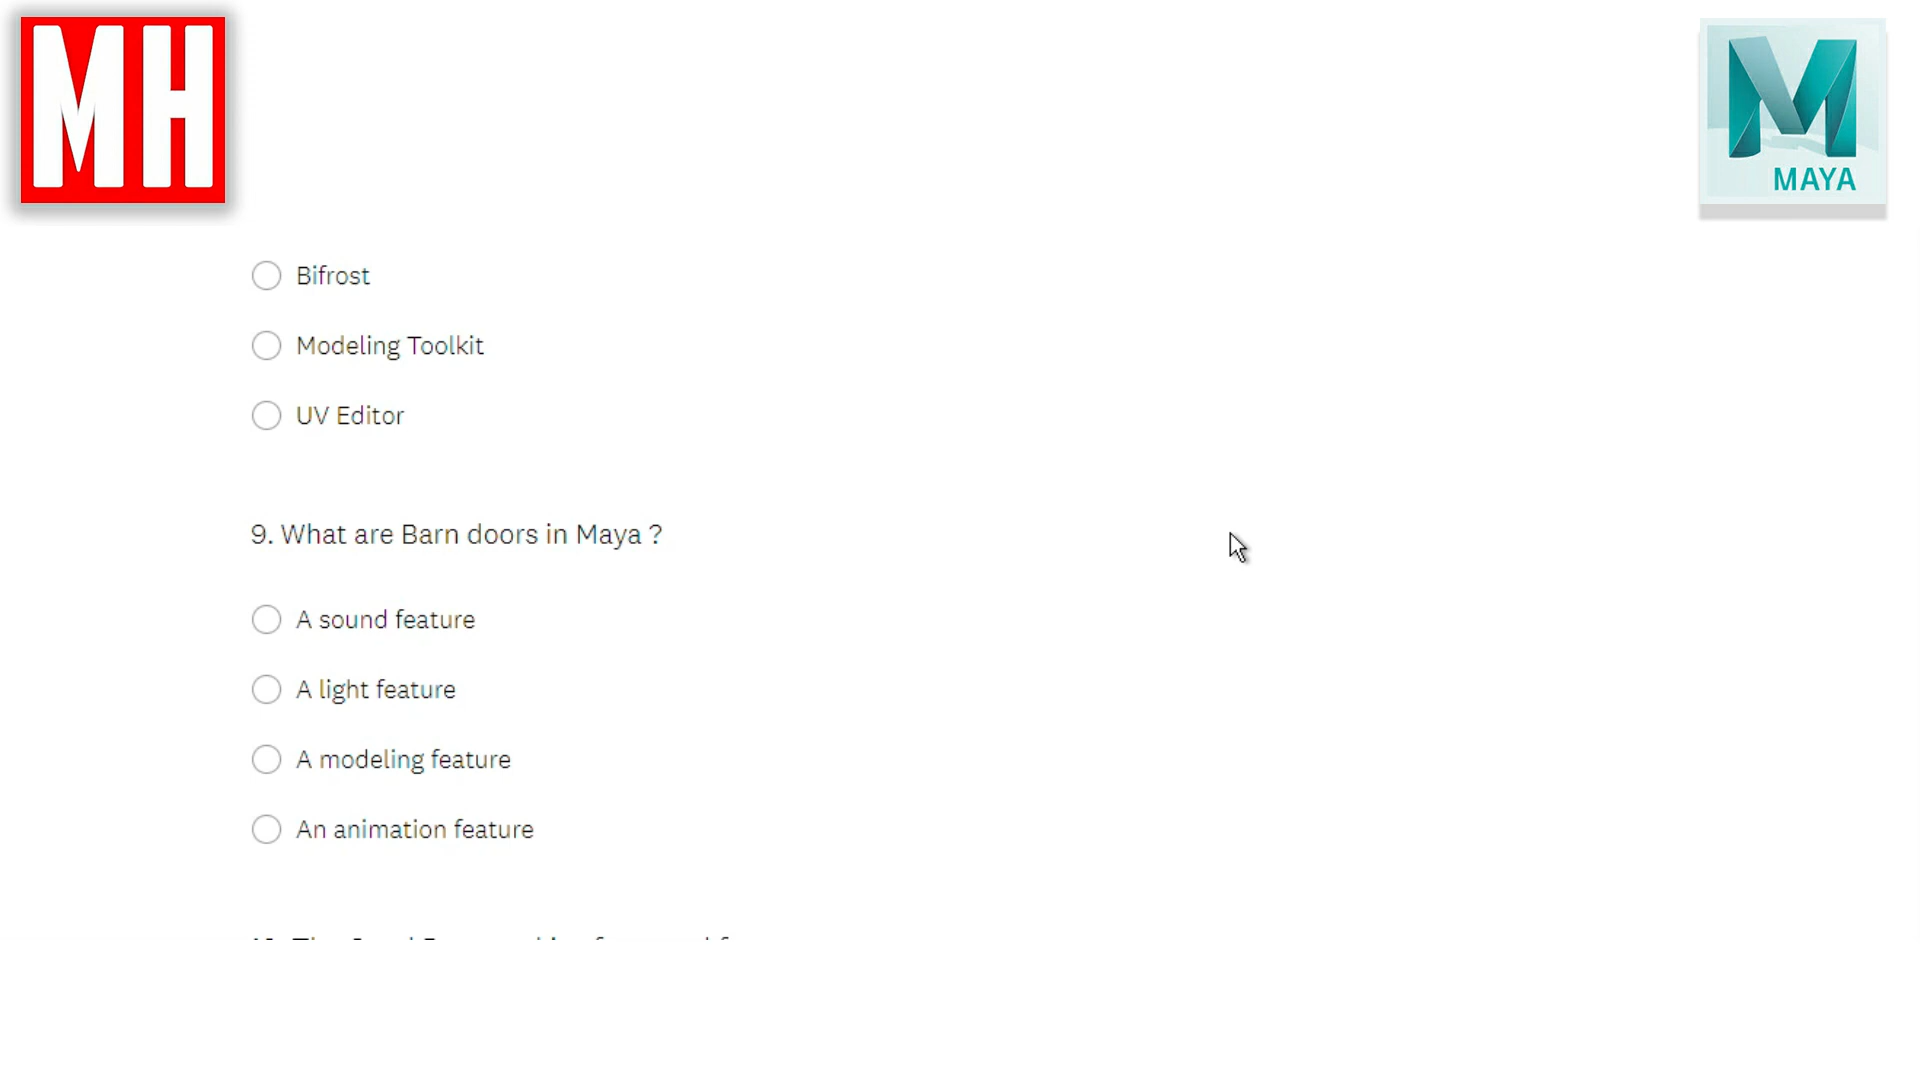 MH
MAYA
Bifrost
Modeling Toolkit
UV Editor
9. What are Barn doors in Maya ?
A sound feature
A light feature
A modeling feature
An animation feature